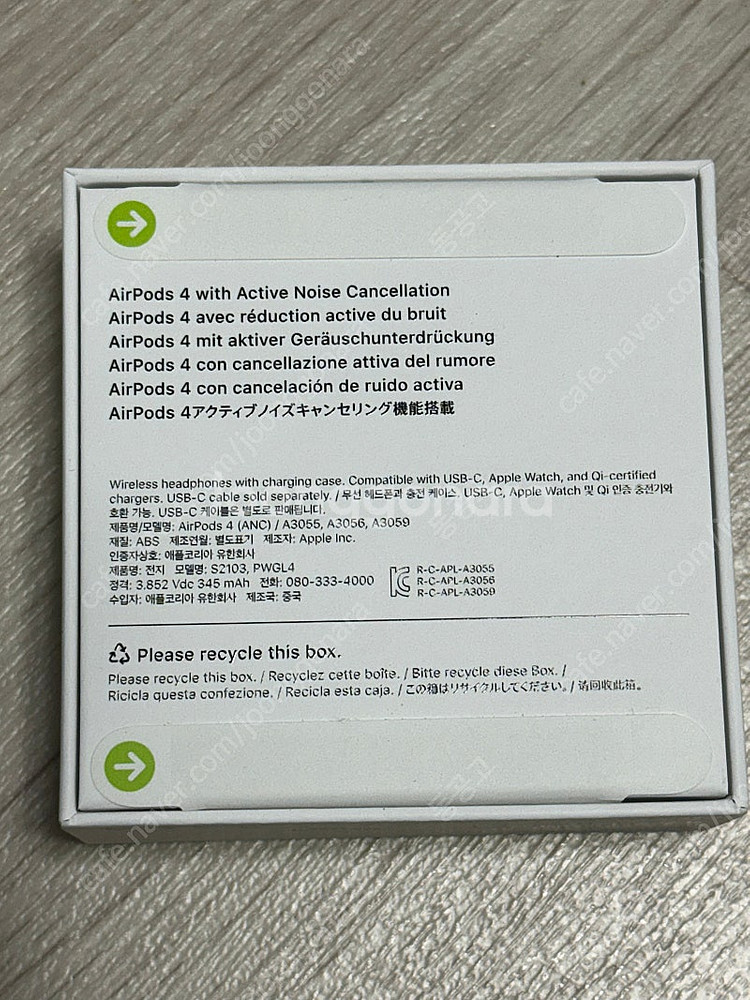 AirPods 4 with Active Noise Cancellation
AirPods 4 avec réduction active du bruit
AirPods 4 mit aktiver Geräuschunterdrückung
AirPods 4 con cancellazione attiva del rumore
AirPods 4 con cancelación de ruido activa
AirPods 4アクティブノイズキャンセリング機能搭載
Wireless headphones with charging case. Compatible with USB-C, Apple Watch, and Qi-certified
chargers. USB-C cable sold separately. / 무선 헤드폰과 충전 케이스. USB-C, Apple Watch 및 Qi 인증 충전기와
호환 가능. USB-C 케이블은 별도로 판매됩니다.
제품명/모델명: AirPods 4 (ANC) / A3055, A3056, A3059
재질: ABS 제조연월: 별도표기 제조자: Apple Inc.
인증자상호: 애플코리아 유한회사
제품명: 전지 모델명: S2103, PWGL4
정격: 3.852 Vdc 345 mAh 전화: 080-333-4000
수입자: 애플코리아 유한회사 제조국: 중국
R-C-APL-A3055
R-C-APL-A3056
R-C-APL-A3059
Please recycle this box.
Please recycle this box. / Recyclez cette boîte. / Bitte recycle diese Box. /
Ricicla questa confezione. / Recicla esta caja. / この箱はリサイクルしてください。/ 请回收此箱。
cafe.naver.com/joonggonara
joonggonara
중꽁고